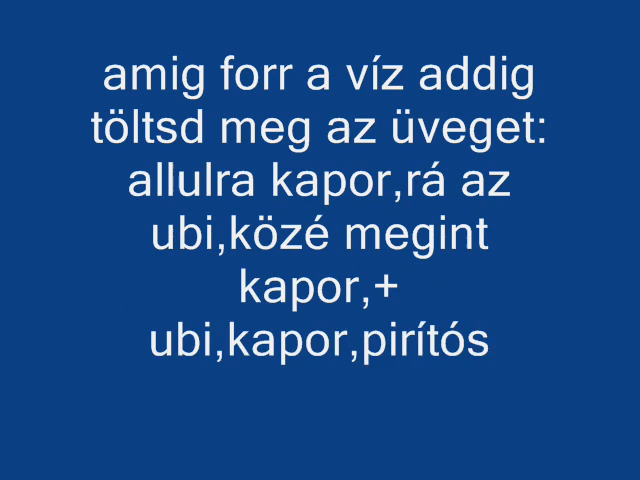 amig forr a víz addig
töltsd meg az üveget:
allulra kapor,rá az
ubi,közé megint
kapor,+
ubi,kapor,pirítós